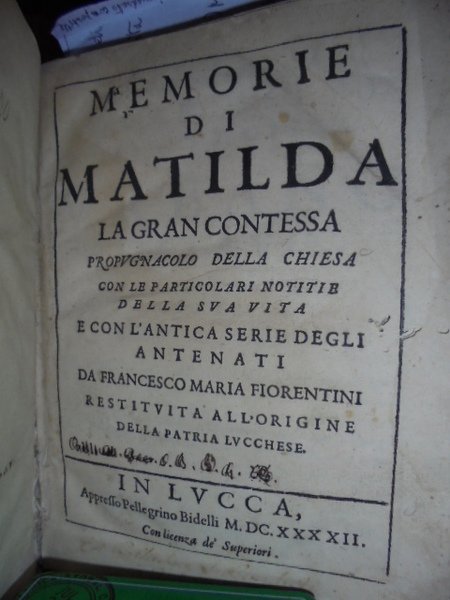 MEMORIE
DI
MATILDA
LA GRAN CONTESSA
PROPVGNACOLO DELLA CHIESA
CON LE PARTICOLARI NOTITIE
DELLA SVA VITA
E CON L'ANTICA SERIE DEGLI
ANTENATI
DA FRANCESCO MARIA FIORENTINI
RESTITVITA ALL'ORIGINE
DELLA PATRIA LVCCHESE.
IN LVCCA,
Appresso Pellegrino Bidelli M. DC. XXXXII.
Con licenza de' Superiori.